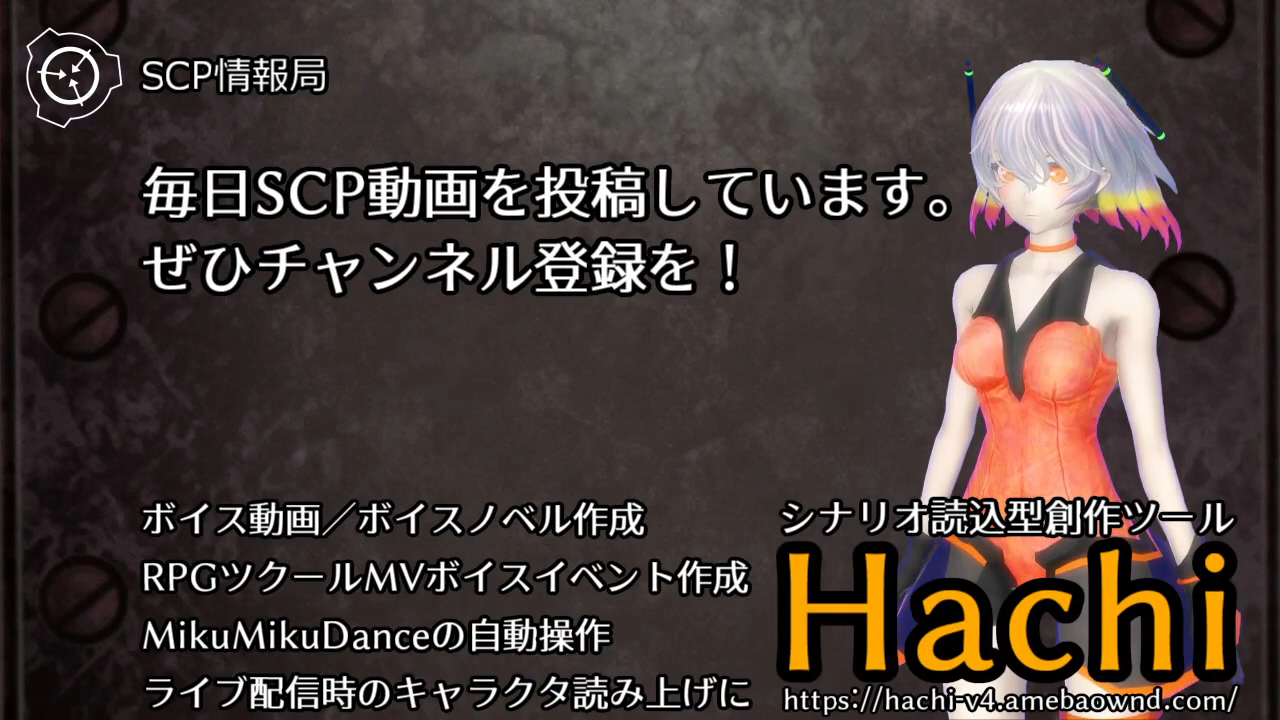 SCP情報局
毎日SCP動画を投稿しています。
ぜひチャンネル登録を！
ボイス動画／ボイスノベル作成
RPGツクールMVボイスイベント作成
MikuMikuDanceの自動操作
ライブ配信時のキャラクタ読み上げに
シナリオ読込型創作ツール
Hachi
https://hachi-v4.amebaownd.com/